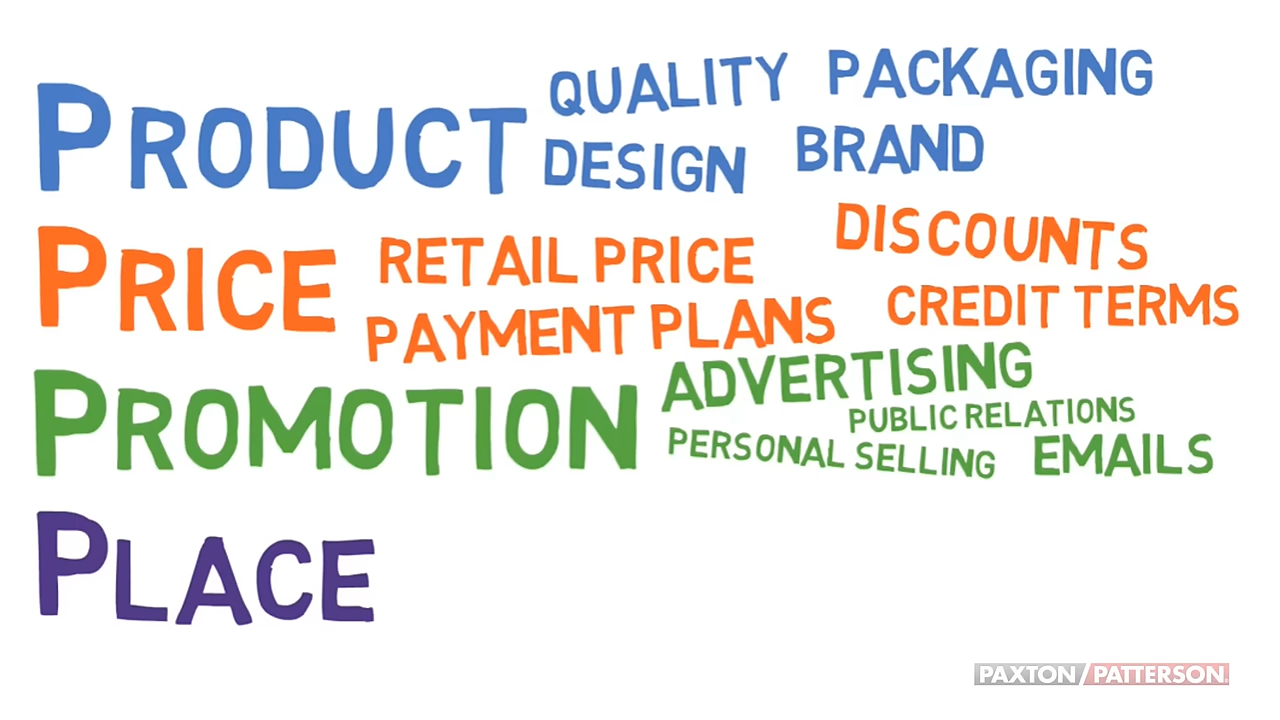 PRODUCT QUALITY PACKAGING
DESIGN BRAND
PRICE RETAIL PRICE DISCOUNTS
PAYMENT PLANS CREDIT TERMS
PROMOTION ADVERTISING
PUBLIC RELATIONS
PERSONAL SELLING EMAILS
PLACE
PAXTON/PATTERSON®